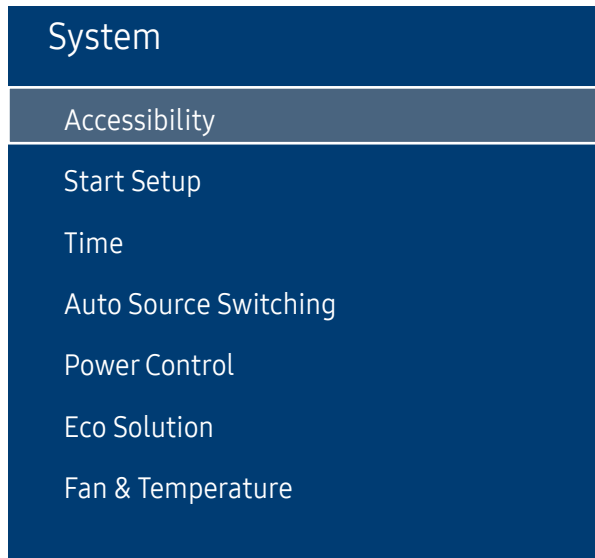 System
Accessibility
Start Setup
Time
Auto Source Switching
Power Control
Eco Solution
Fan & Temperature